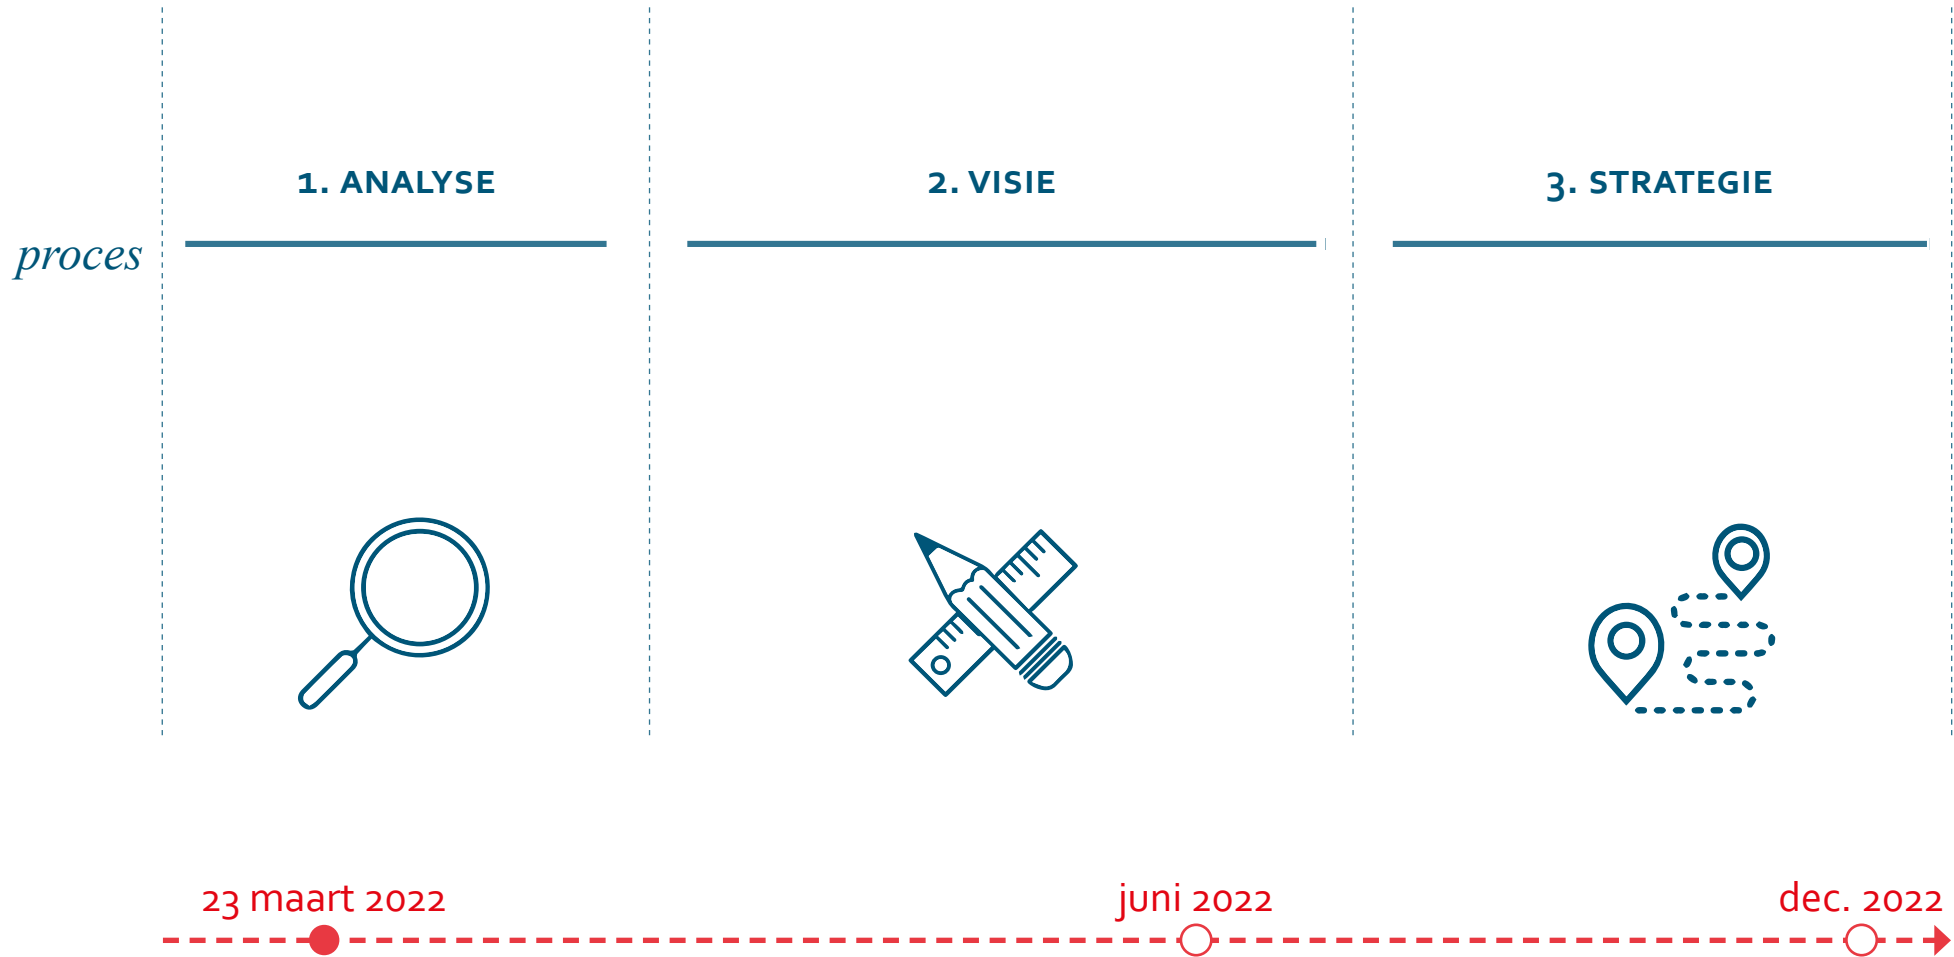 1. ANALYSE
2. VISIE
3. STRATEGIE
proces
23 maart 2022
juni 2022
dec. 2022